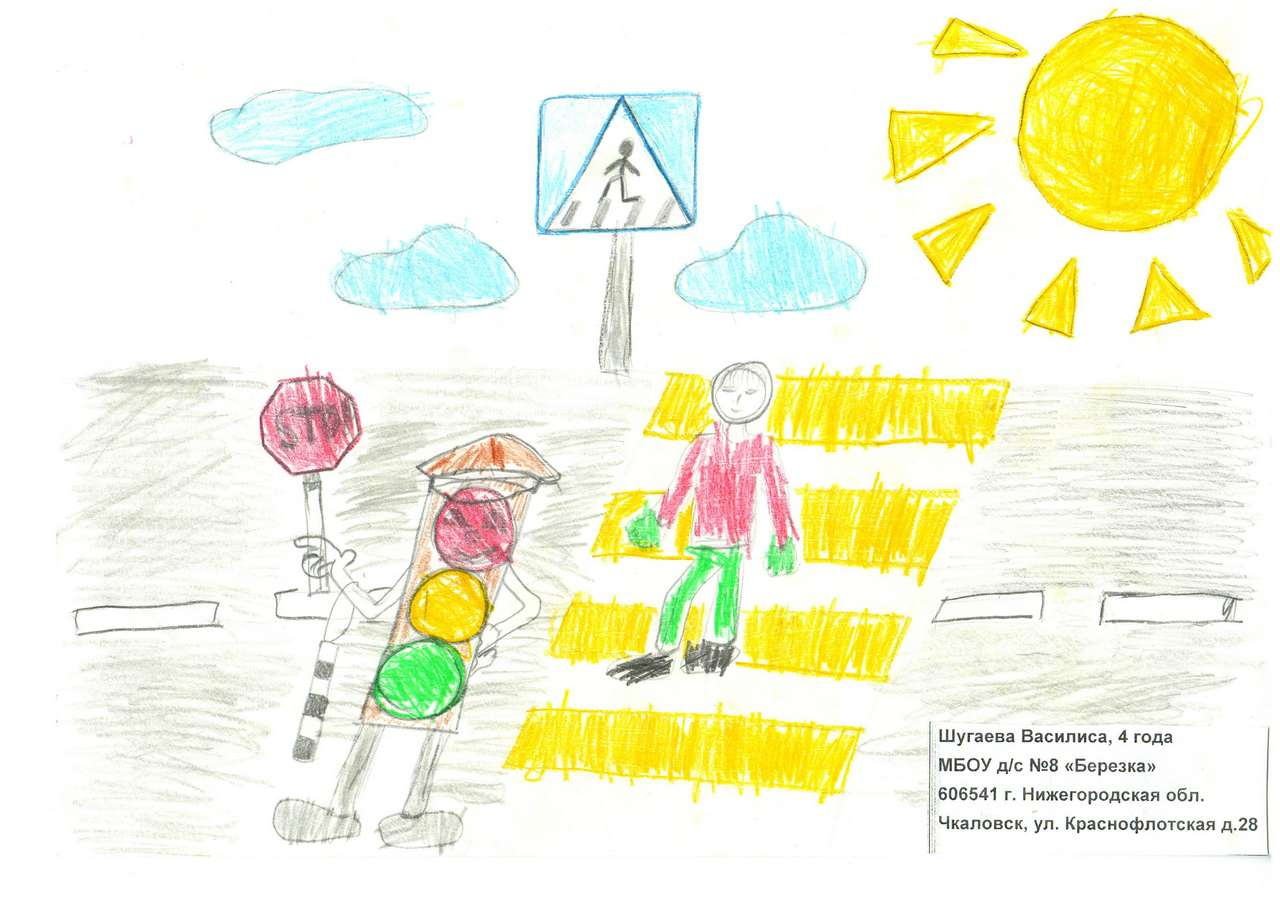 STOP
Шугаева Василиса, 4 года
МБОУ д/с №8 «Березка»
606541 г. Нижегородская обл.
Чкаловск, ул. Краснофлотская д.28